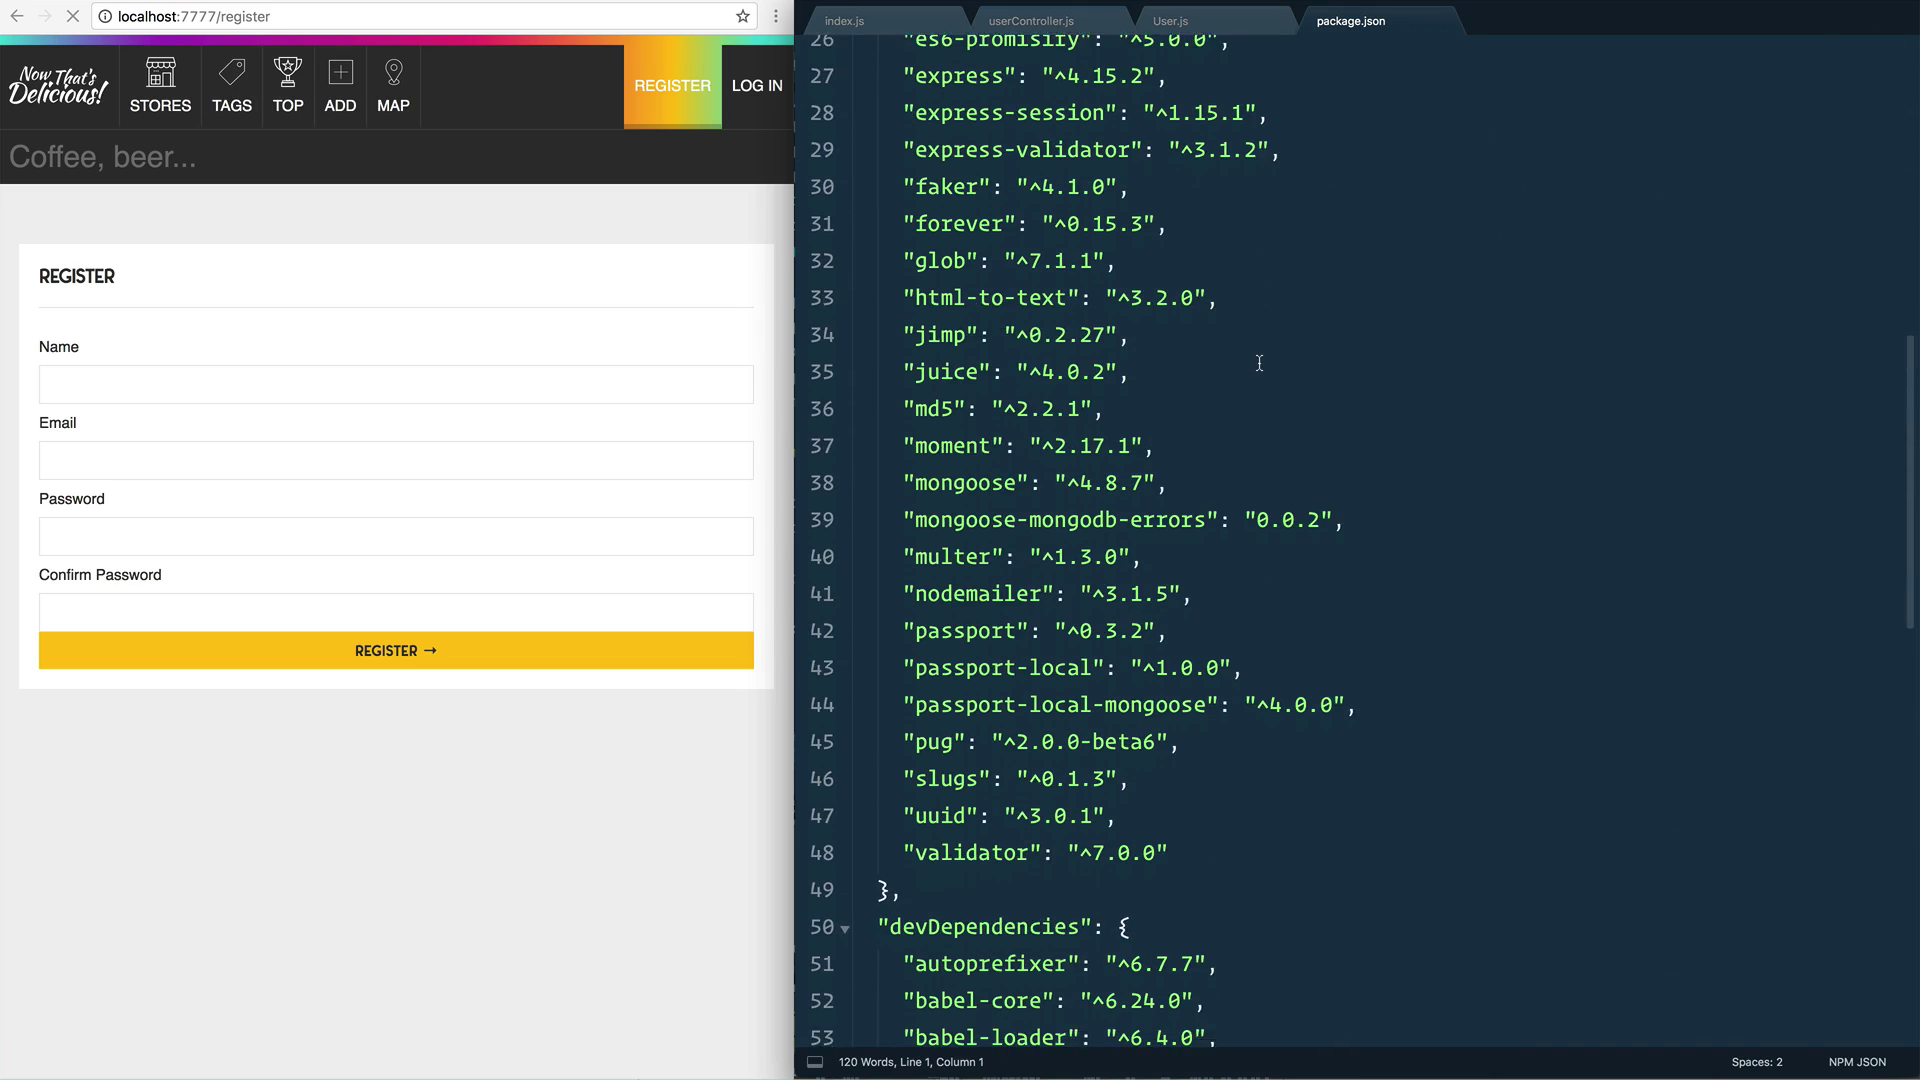 localhost:7777/register
Now That's
Delicious!
STORES
TAGS
TOP
ADD
MAP
REGISTER
LOG IN
Coffee, beer...
REGISTER
Name
Email
Password
Confirm Password
REGISTER →
index.js
userController.js
User.js
package.json
26 "es6-promisify": "^5.0.0",
27 "express": "^4.15.2",
28 "express-session": "^1.15.1",
29 "express-validator": "^3.1.2",
30 "faker": "^4.1.0",
31 "forever": "^0.15.3",
32 "glob": "^7.1.1",
33 "html-to-text": "^3.2.0",
34 "jimp": "^0.2.27",
35 "juice": "^4.0.2",
36 "md5": "^2.2.1",
37 "moment": "^2.17.1",
38 "mongoose": "^4.8.7",
39 "mongoose-mongodb-errors": "0.0.2",
40 "multer": "^1.3.0",
41 "nodemailer": "^3.1.5",
42 "passport": "^0.3.2",
43 "passport-local": "^1.0.0",
44 "passport-local-mongoose": "^4.0.0",
45 "pug": "^2.0.0-beta6",
46 "slugs": "^0.1.3",
47 "uuid": "^3.0.1",
48 "validator": "^7.0.0"
49 },
50 "devDependencies": {
51 "autoprefixer": "^6.7.7",
52 "babel-core": "^6.24.0",
53 "babel-loader": "^6.4.0",
120 Words, Line 1, Column 1
Spaces: 2
NPM JSON